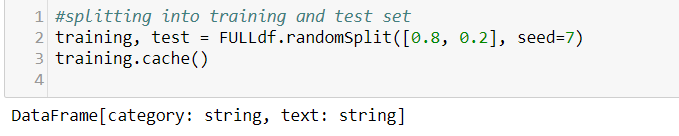 1 #splitting into training and test set
2 training, test = FULLdf.randomSplit([0.8, 0.2], seed=7)
3 training.cache()
4
DataFrame[category: string, text: string]